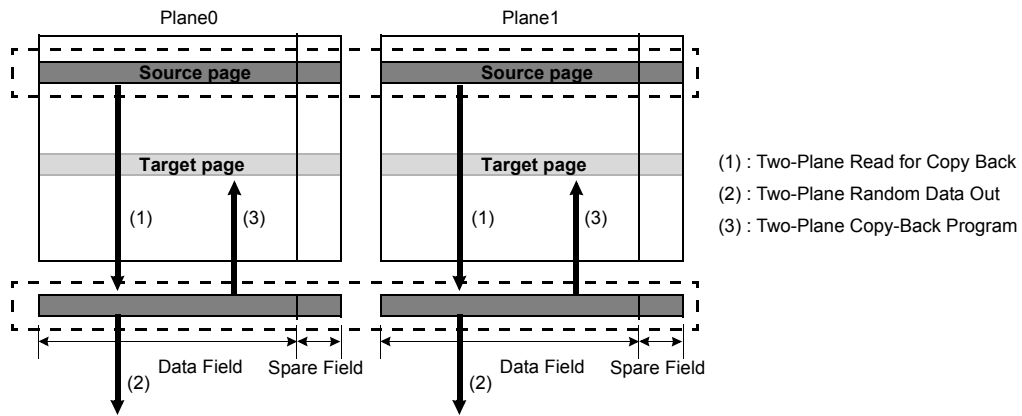 Plane0 Plane1
Source page Source page
Target page Target page
(1) : Two-Plane Read for Copy Back
(2) : Two-Plane Random Data Out
(3) : Two-Plane Copy-Back Program
(1) (3) (1) (3)
Data Field Spare Field Data Field Spare Field
(2) (2)